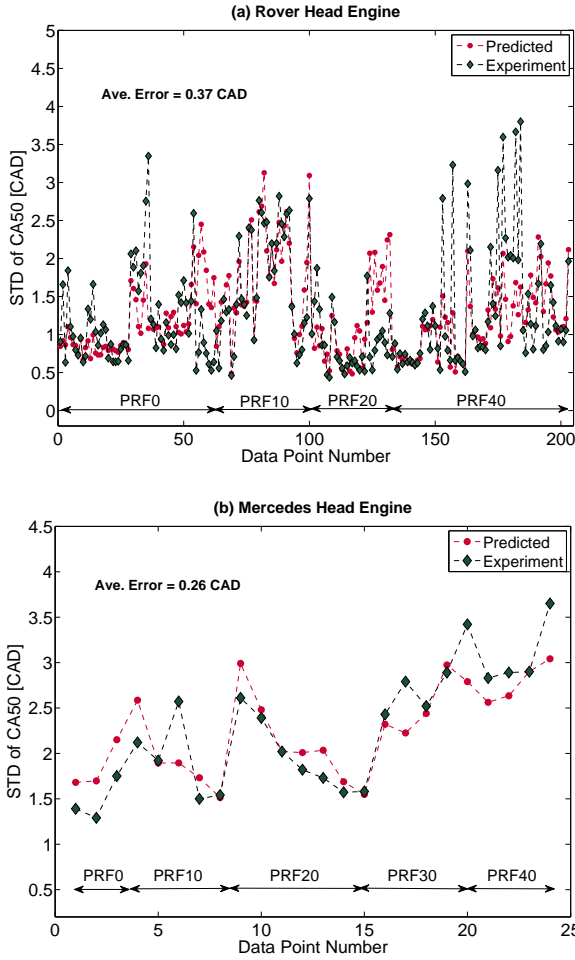 (a) Rover Head Engine
5
4.5
4
3.5
3
2.5
2
1.5
1
0.5
0
STD of CA50 [CAD]
Predicted
Experiment
Ave. Error = 0.37 CAD
PRF0 PRF10 PRF20 PRF40
0 50 100 150 200
Data Point Number
(b) Mercedes Head Engine
4.5
4
3.5
3
2.5
2
1.5
1
0.5
STD of CA50 [CAD]
Predicted
Experiment
Ave. Error = 0.26 CAD
PRF0 PRF10 PRF20 PRF30 PRF40
0 5 10 15 20 25
Data Point Number